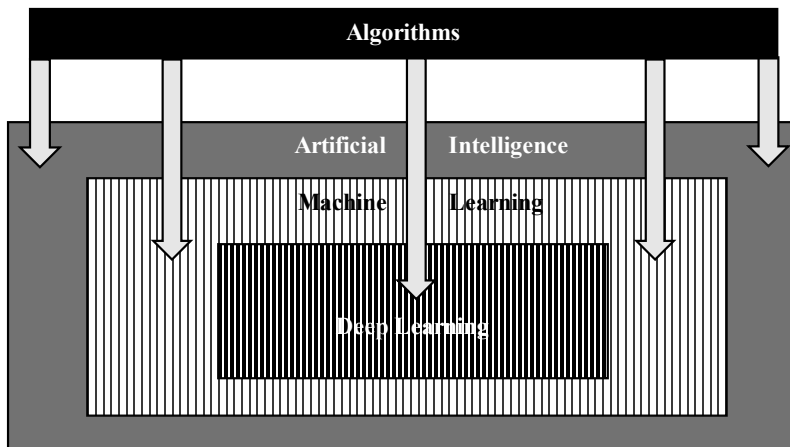 Algorithms
Artificial Intelligence
Machine Learning
Deep Learning